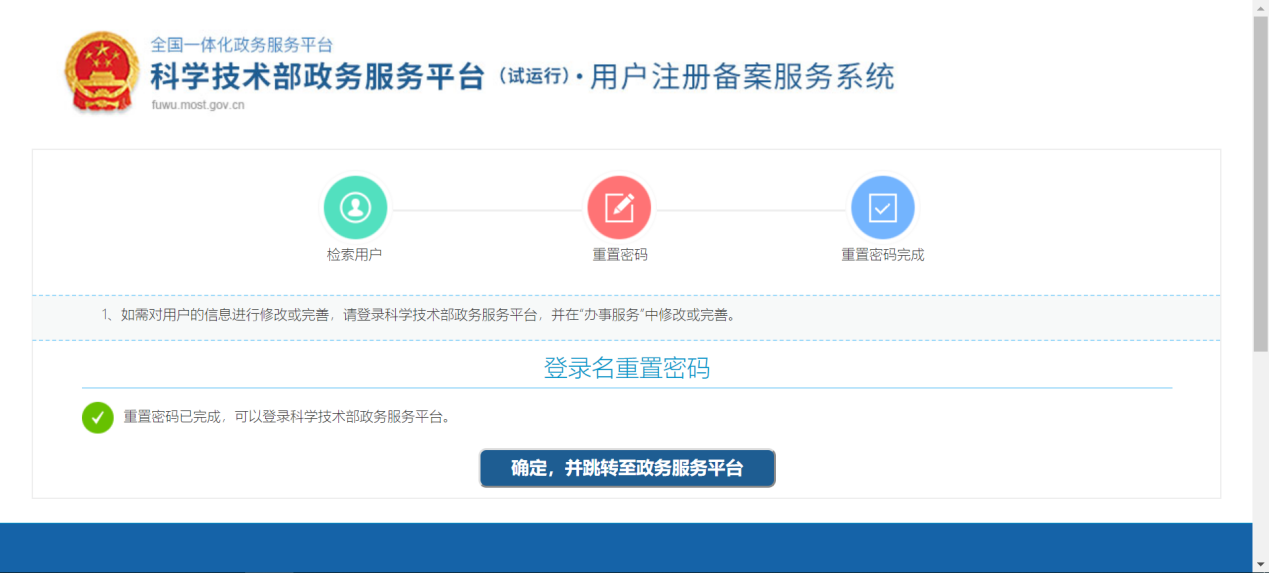 全国一体化政务服务平台
科学技术部政务服务平台（试运行）·用户注册备案服务系统
fuwu.most.gov.cn
检索用户
重置密码
重置密码完成
1、如需对用户的信息进行修改或完善，请登录科学技术部政务服务平台，并在“办事服务”中修改或完善。
登录名重置密码
重置密码已完成，可以登录科学技术部政务服务平台。
确定，并跳转至政务服务平台